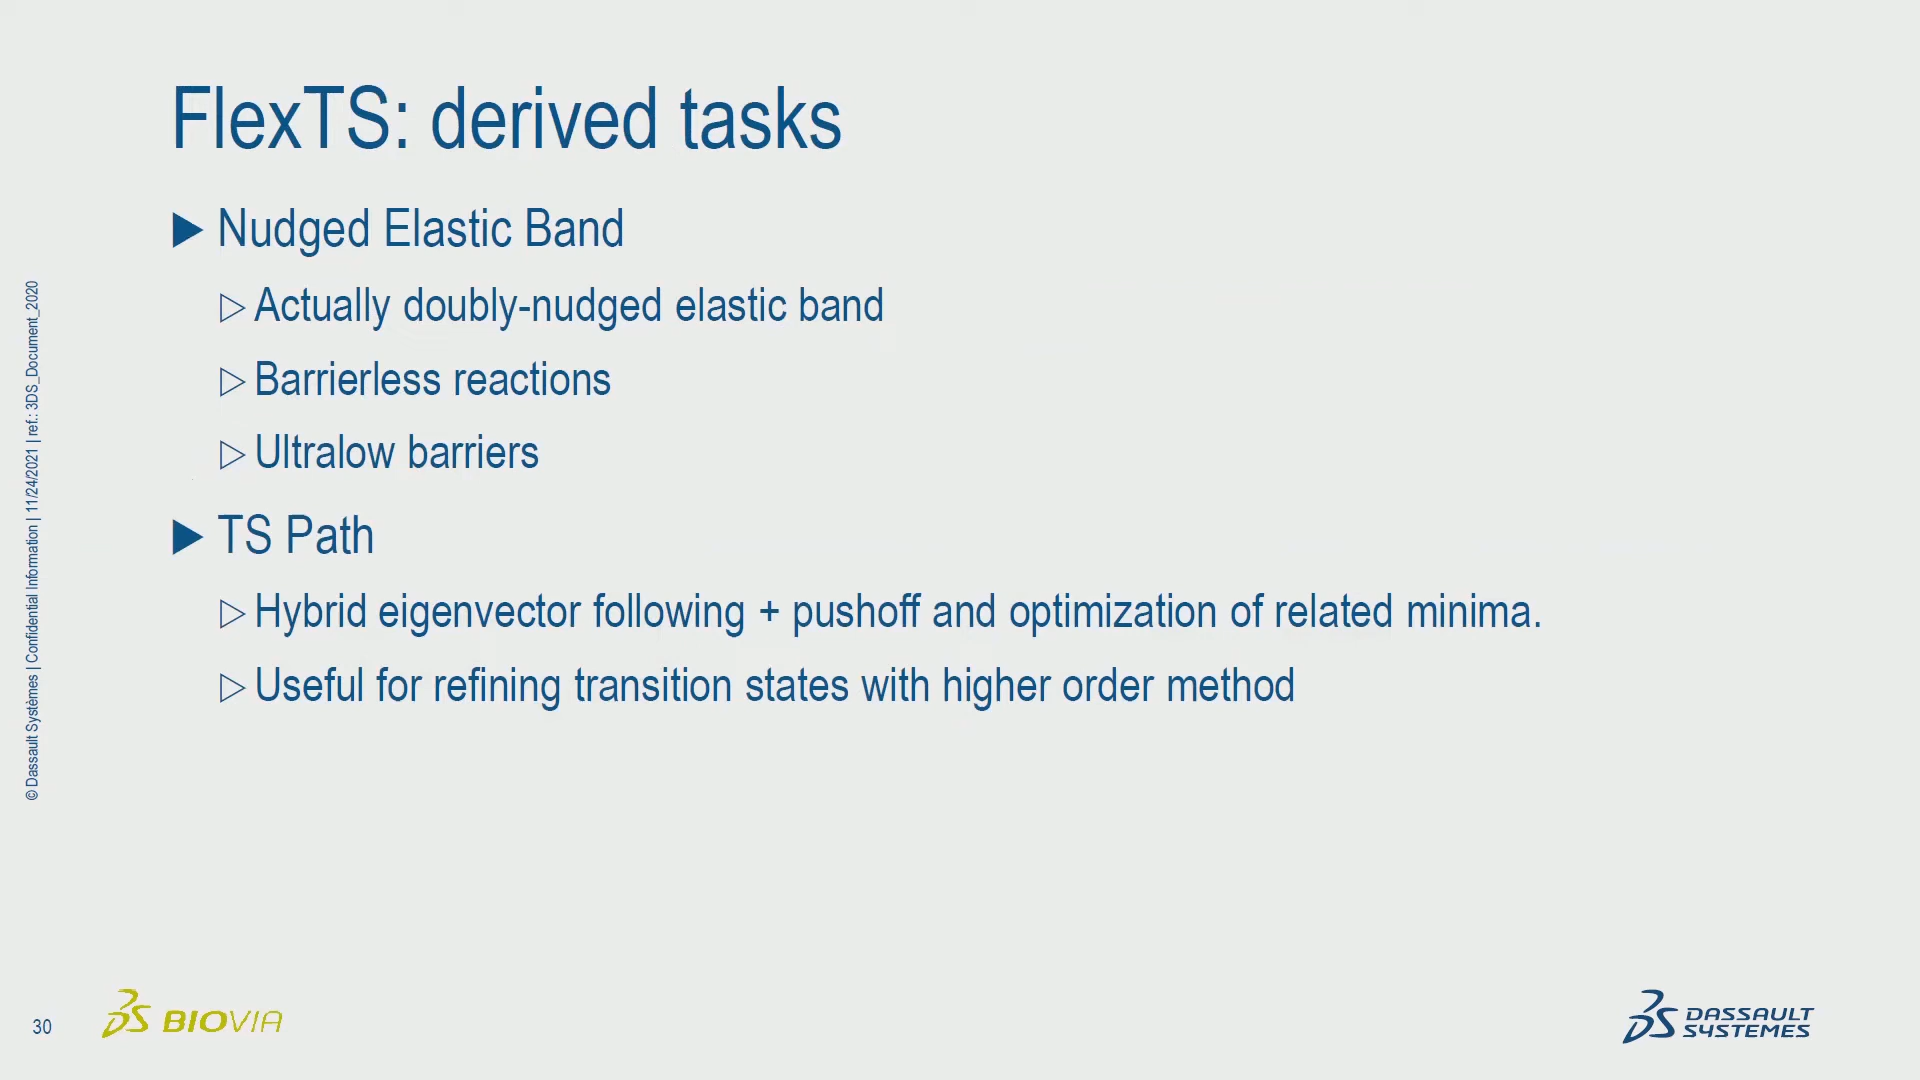 FlexTS: derived tasks
Nudged Elastic Band
Actually doubly-nudged elastic band
Barrierless reactions
Ultralow barriers
TS Path
Hybrid eigenvector following + pushoff and optimization of related minima.
Useful for refining transition states with higher order method
© Dassault Systèmes | Confidential Information | 11/24/2021 | ref.: 3DS_Document_2020
30
BIOVIA
DASSAULT
SYSTEMES